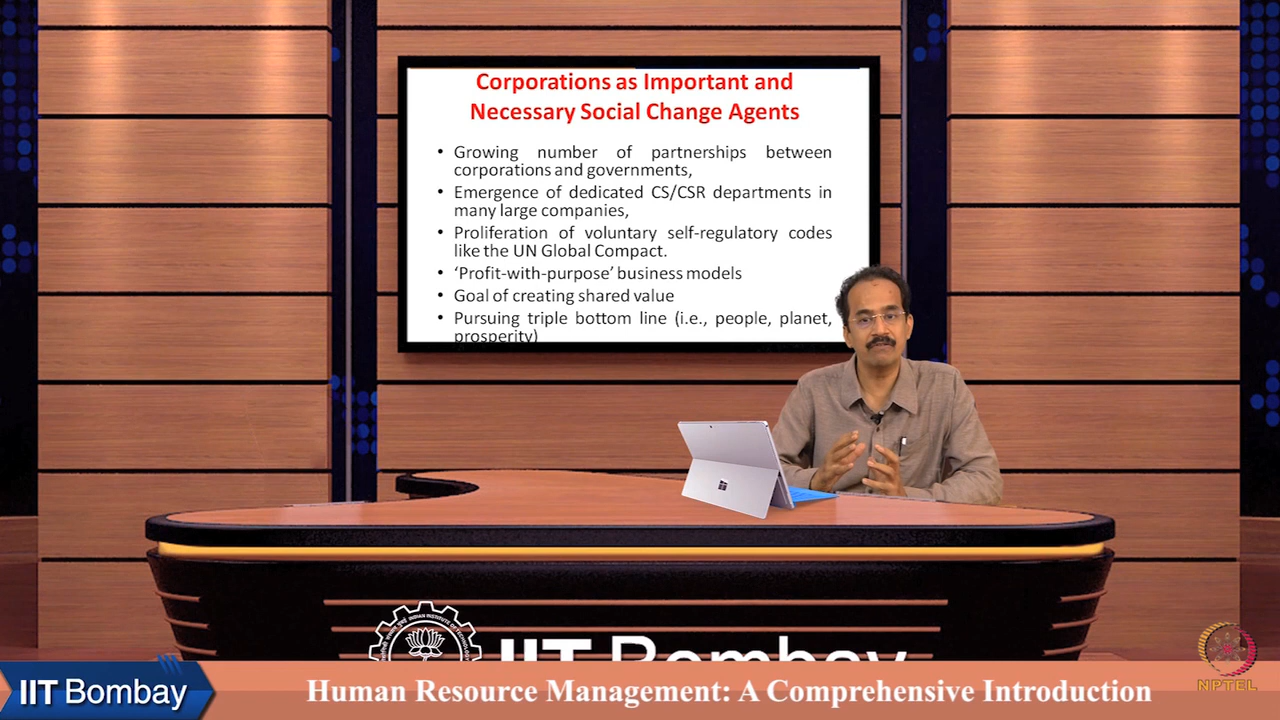 Corporations as Important and
Necessary Social Change Agents
• Growing number of partnerships between
corporations and governments,
• Emergence of dedicated CS/CSR departments in
many large companies,
• Proliferation of voluntary self-regulatory codes
like the UN Global Compact.
• ‘Profit-with-purpose’ business models
• Goal of creating shared value
• Pursuing triple bottom line (i.e., people, planet,
prosperity)
IIT Bombay
IIT Bombay
Human Resource Management: A Comprehensive Introduction
NPTEL